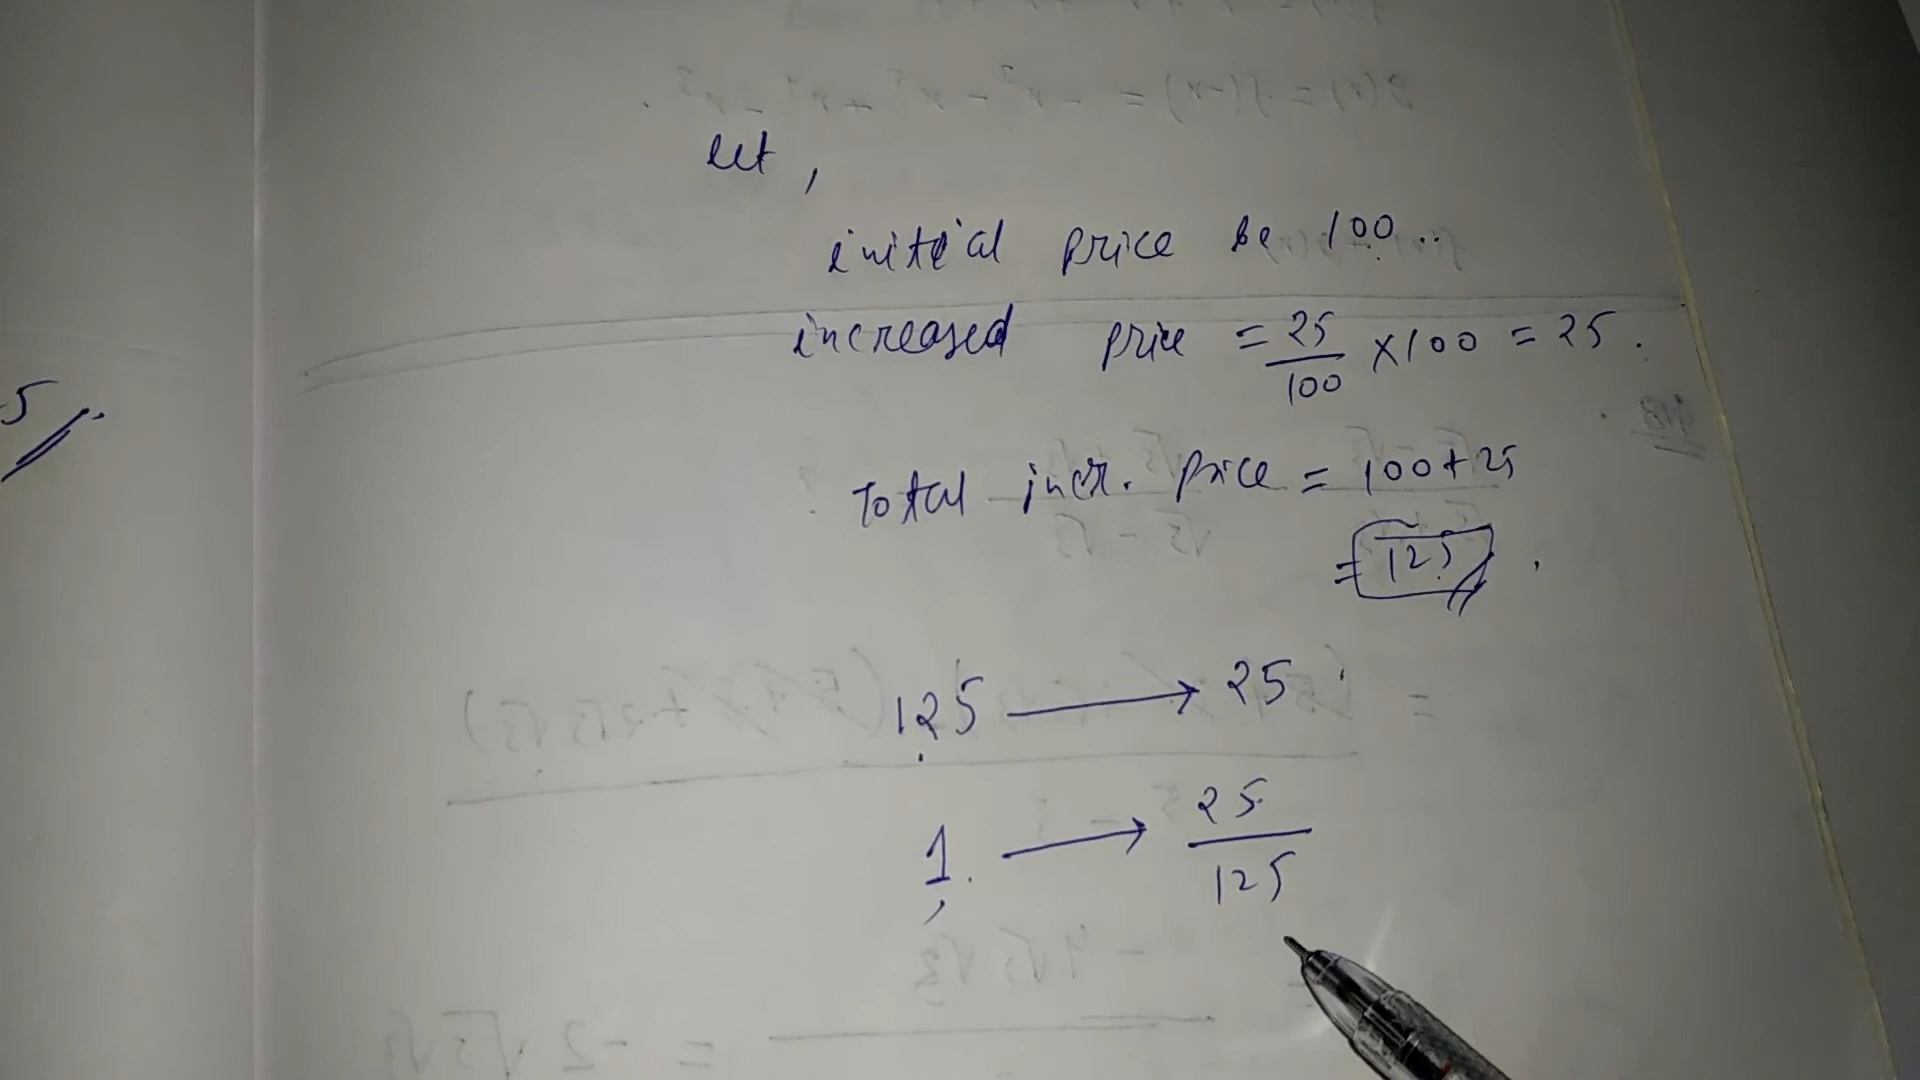 let,
initial price be 100..
increased price = 25/100 × 100 = 25.
Total incr. price = 100 + 25
= 125
125 → 25
1. → 25/125
5